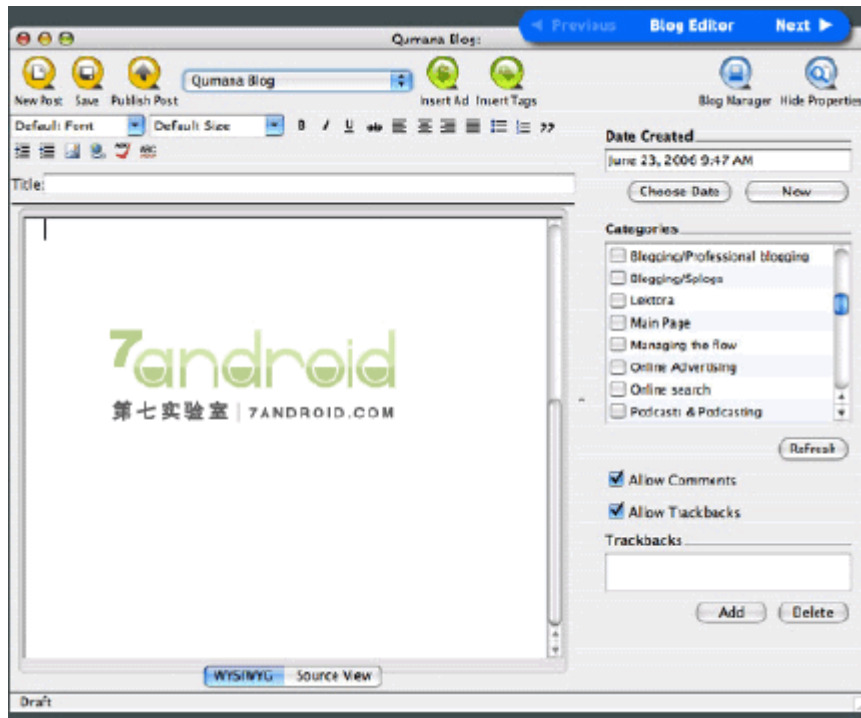 Previous Blog Editor Next
Qumana Blog:
Qumana Blog
New Post Save Publish Post Insert Ad Insert Tags Blog Manager Hide Properties
Default Font Default Size B I U abc
Date Created
June 23, 2006 9:47 AM
Choose Date New
Title:
Categories
Blogging/Professional blogging
Blogging/Splogs
Lektora
Main Page
Managing the flow
Online Advertising
Online search
Podcasts & Podcasting
7android
第七实验室 | 7ANDROID.COM
Refresh
Allow Comments
Allow Trackbacks
Trackbacks
Add Delete
WYSIWYG Source View
Draft